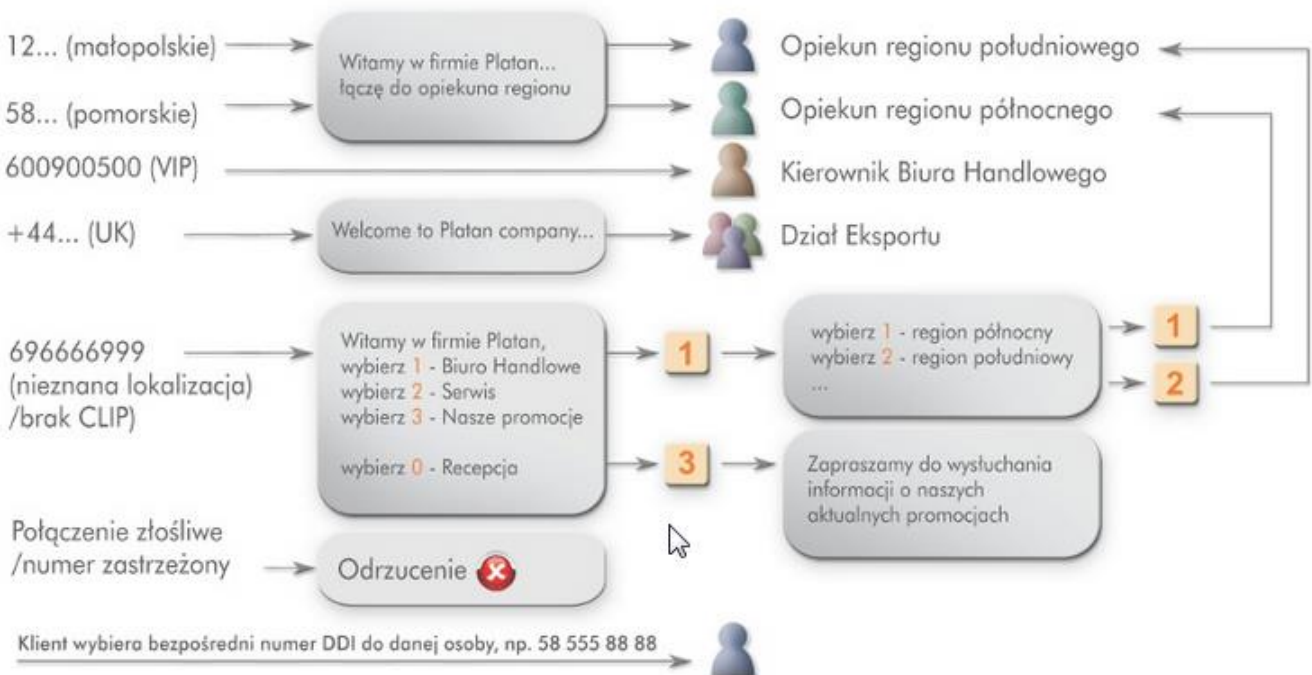 12... (małopolskie)
Witamy w firmie Platan...
łączę do opiekuna regionu
Opiekun regionu południowego
58... (pomorskie)
Opiekun regionu północnego
600900500 (VIP)
Kierownik Biura Handlowego
+44... (UK)
Welcome to Platan company...
Dział Eksportu
696666999
(nieznana lokalizacja)
/brak CLIP)
Witamy w firmie Platan,
wybierz 1 - Biuro Handlowe
wybierz 2 - Serwis
wybierz 3 - Nasze promocje
wybierz 0 - Recepcja
1
wybierz 1 - region północny
wybierz 2 - region południowy
...
1
2
3
Zapraszamy do wysłuchania
informacji o naszych
aktualnych promocjach
Połączenie złośliwe
/numer zastrzeżony
Odrzucenie
Klient wybiera bezpośredni numer DDI do danej osoby, np. 58 555 88 88